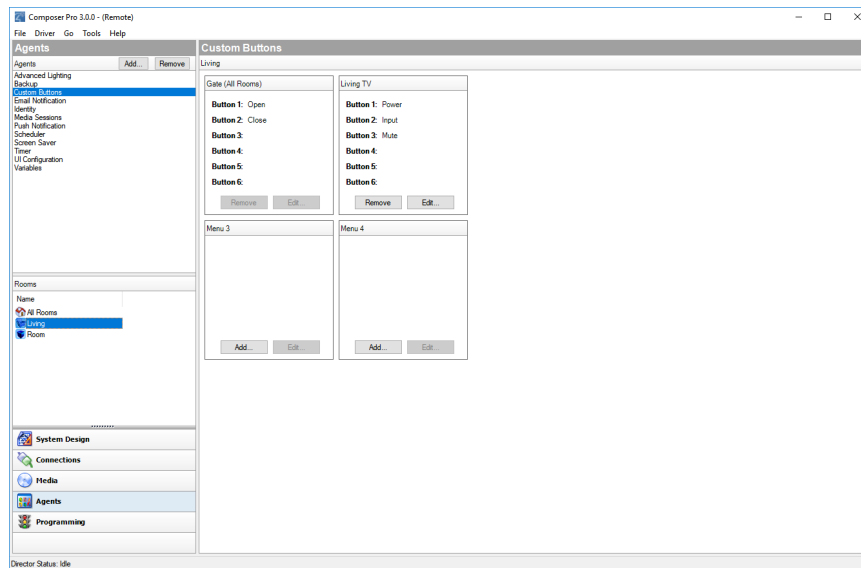 Composer Pro 3.0.0 - (Remote)
File Driver Go Tools Help
Agents
Agents Add... Remove
Advanced Lighting
Backup
Custom Buttons
Email Notification
Identity
Media Sessions
Push Notification
Scheduler
Screen Saver
Timer
UI Configuration
Variables
Rooms
Name
All Rooms
Living
Room
System Design
Connections
Media
Agents
Programming
Custom Buttons
Living
Gate (All Rooms)
Button 1: Open
Button 2: Close
Button 3:
Button 4:
Button 5:
Button 6:
Remove Edit...
Living TV
Button 1: Power
Button 2: Input
Button 3: Mute
Button 4:
Button 5:
Button 6:
Remove Edit...
Menu 3
Add... Edit...
Menu 4
Add... Edit...
Director Status: Idle